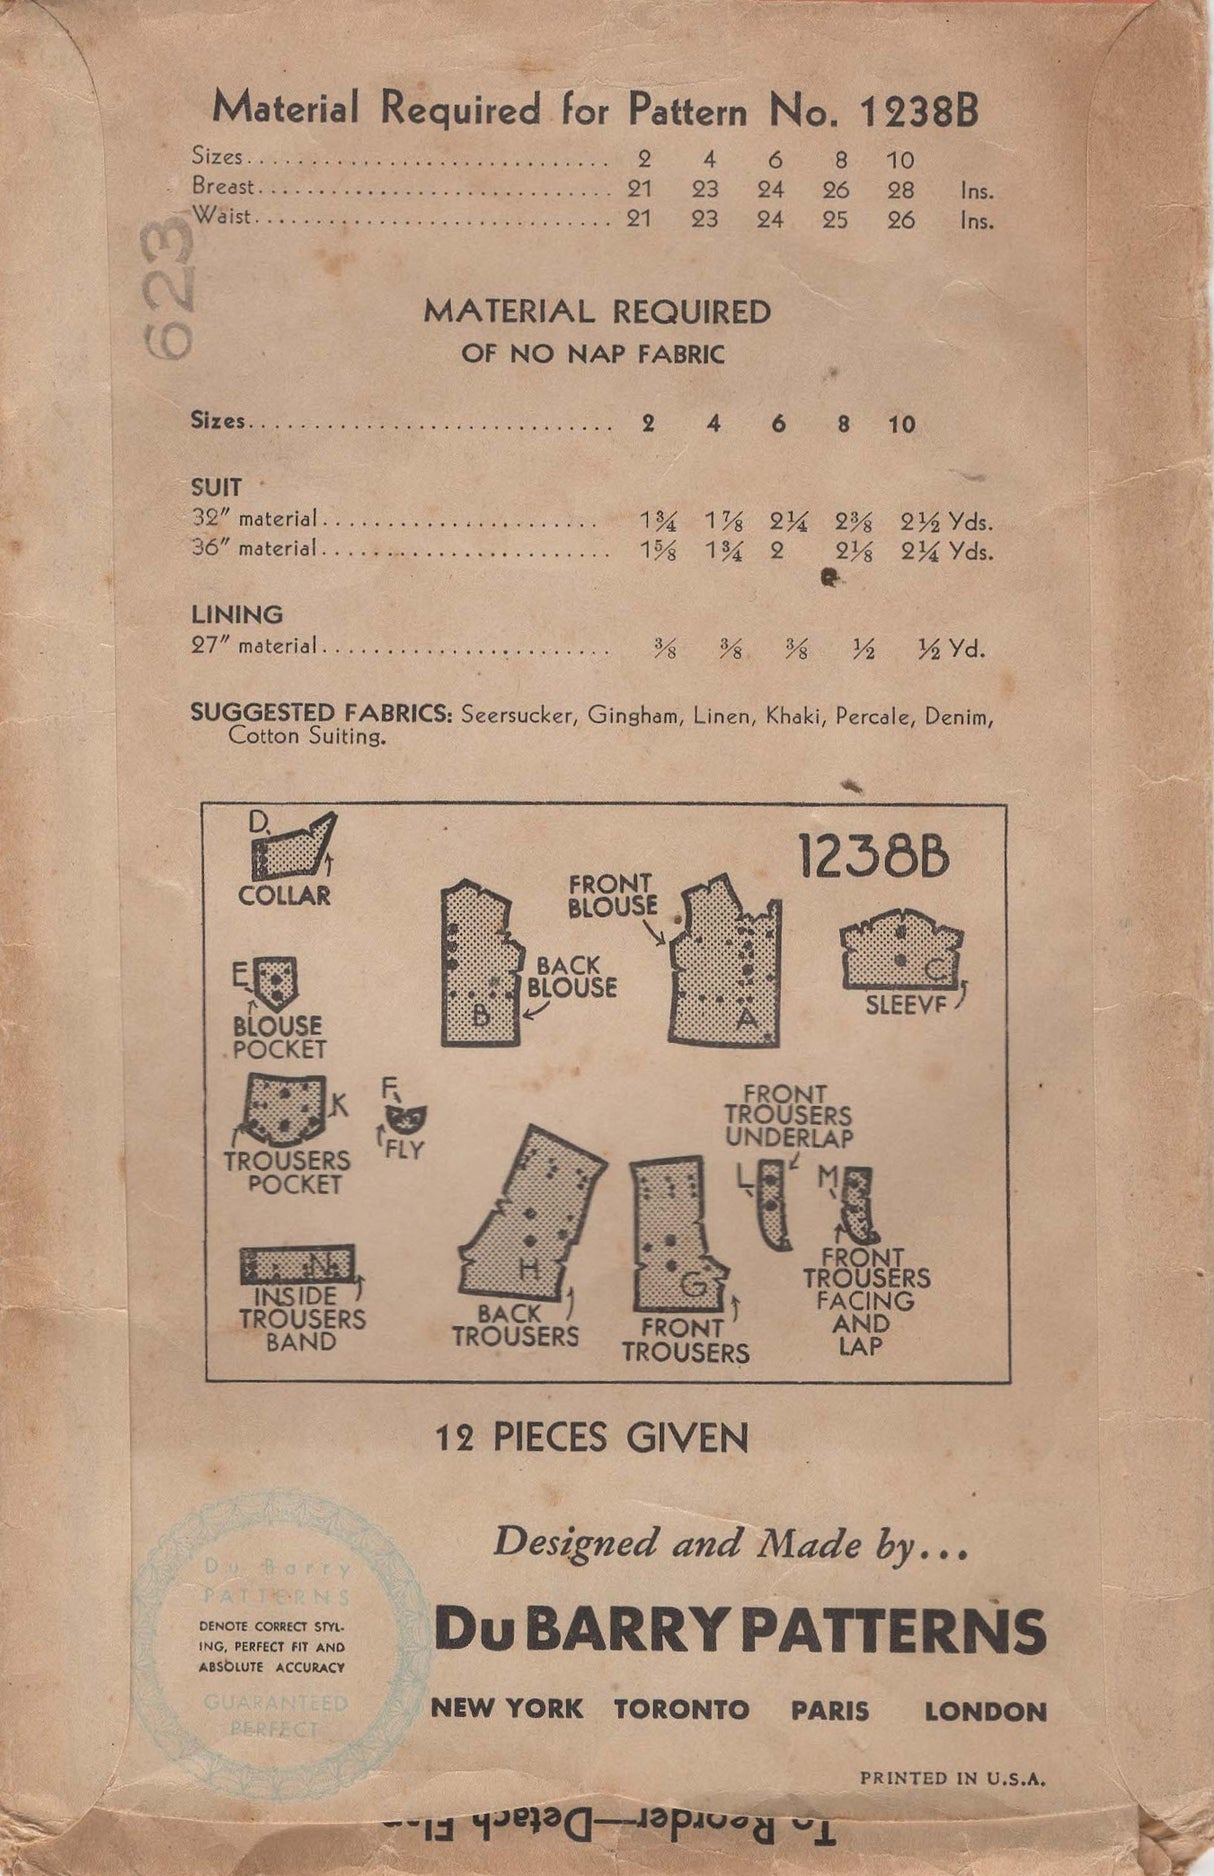 Material Required for Pattern No. 1238B
Sizes............................. 2 4 6 8 10
Breast............................ 21 23 24 26 28 Ins.
Waist............................ 21 23 24 25 26 Ins.
623
MATERIAL REQUIRED
OF NO NAP FABRIC
Sizes............................. 2 4 6 8 10
SUIT
32" material...................... 1¾ 1⅞ 2¼ 2⅜ 2½ Yds.
36" material....................... 1⅝ 1¾ 2 2⅛ 2¼ Yds.
LINING
27" material....................... ⅜ ⅜ ⅜ ½ ½ Yd.
SUGGESTED FABRICS: Seersucker, Gingham, Linen, Khaki, Percale, Denim,
Cotton Suiting.
1238B
D
COLLAR
FRONT
BLOUSE
A
BACK
BLOUSE
B
C
SLEEVE
E
BLOUSE
POCKET
K
TROUSERS
POCKET
F
FLY
FRONT
TROUSERS
UNDERLAP
L
M
FRONT
TROUSERS
FACING
AND
LAP
N
INSIDE
TROUSERS
BAND
H
BACK
TROUSERS
G
FRONT
TROUSERS
12 PIECES GIVEN
Du Barry
PATTERNS
DENOTE CORRECT STYL-
ING, PERFECT FIT AND
ABSOLUTE ACCURACY
GUARANTEED
PERFECT
Designed and Made by...
DuBARRY PATTERNS
NEW YORK TORONTO PARIS LONDON
PRINTED IN U.S.A.
To Reorder—Detach Flap